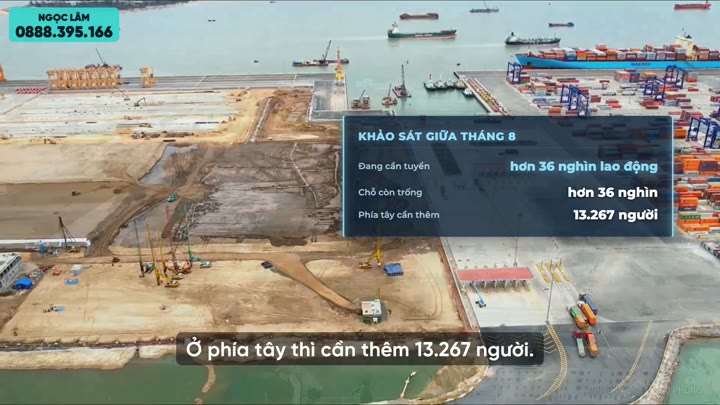 NGỌC LÂM
0888.395.166
KHẢO SÁT GIỮA THÁNG 8
Đang cần tuyển hơn 36 nghìn lao động
Chỗ còn trống hơn 36 nghìn
Phía tây cần thêm 13.267 người
Ở phía tây thì cần thêm 13.267 người.